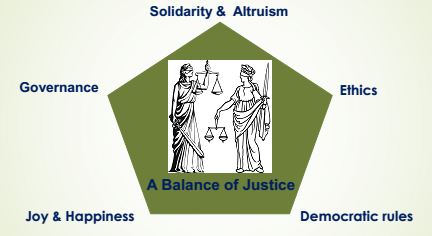 Solidarity & Altruism
Governance
Ethics
A Balance of Justice
Joy & Happiness
Democratic rules